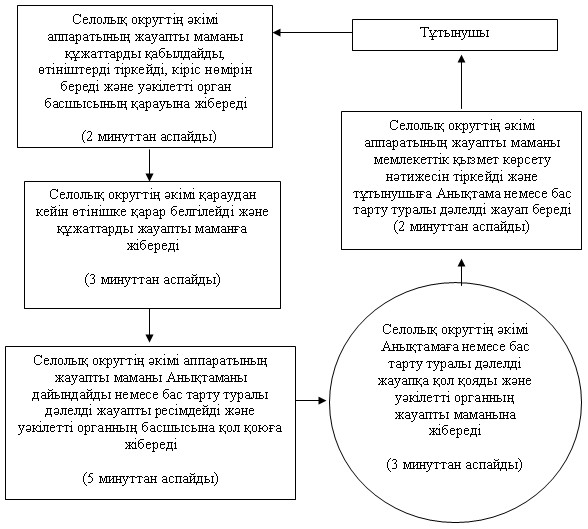 Тұтынушы
Селолық округтің әкімі
аппаратының жауапты маманы
құжаттарды қабылдайды,
өтініштерді тіркейді, кіріс нөмірін
береді және уәкілетті орган
басшысының қарауына жібереді
(2 минуттан аспайды)
Селолық округтің әкімі қараудан
кейін өтінішке қарар белгілейді және
құжаттарды жауапты маманға
жібереді
(3 минуттан аспайды)
Селолық округтің әкімі аппаратының
жауапты маманы Анықтаманы
дайындайды немесе бас тарту туралы
дәлелді жауапты ресімдейді және
уәкілетті органның басшысына қол қоюға
жібереді
(5 минуттан аспайды)
Селолық округтің әкімі
Анықтамаға немесе бас
тарту туралы дәлелді
жауапқа қол қояды және
уәкілетті органның
жауапты маманына
жібереді
(3 минуттан аспайды)
Селолық округтің әкімі
аппаратының жауапты маманы
мемлекеттік қызмет көрсету
нәтижесін тіркейді және
тұтынушыға Анықтама немесе бас
тарту туралы дәлелді жауап береді
(2 минуттан аспайды)